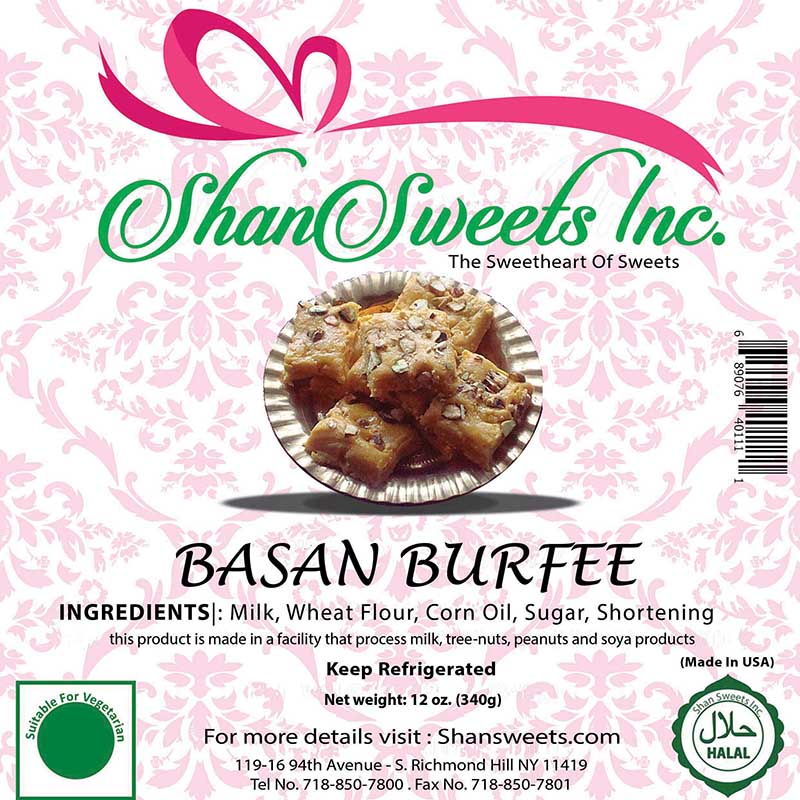 ShanSweets Inc.
The Sweetheart Of Sweets
6 89076 40111 1
BASAN BURFEE
INGREDIENTS|: Milk, Wheat Flour, Corn Oil, Sugar, Shortening
this product is made in a facility that process milk, tree-nuts, peanuts and soya products
Keep Refrigerated
(Made In USA)
Net weight: 12 oz. (340g)
Suitable For Vegetarian
Shan Sweets Inc.
حلال
HALAL
For more details visit : Shansweets.com
119-16 94th Avenue - S. Richmond Hill NY 11419
Tel No. 718-850-7800 . Fax No. 718-850-7801